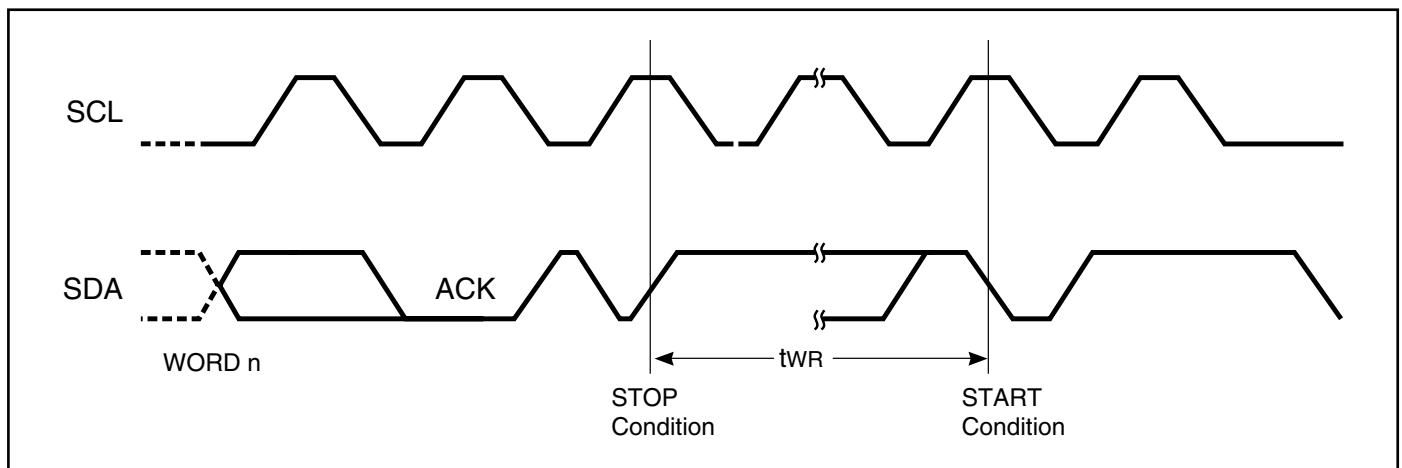 SCL
SDA
ACK
WORD n
tWR
STOP
Condition
START
Condition